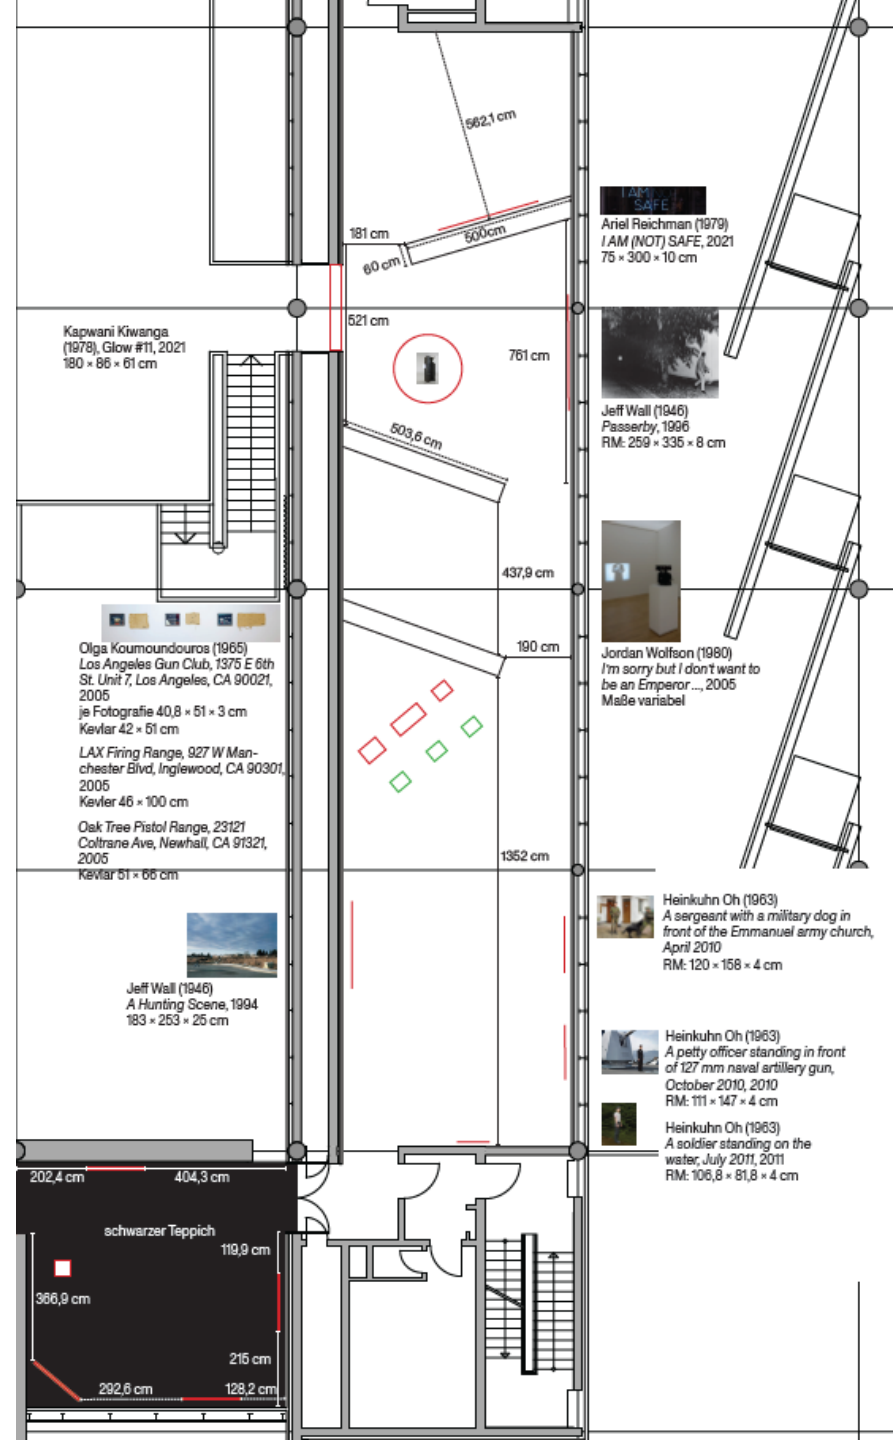 562,1 cm
I AM
SAFE
Ariel Reichman (1979)
I AM (NOT) SAFE, 2021
75 × 300 × 10 cm
181 cm
500cm
60 cm
521 cm
Kapwani Kiwanga
(1978), Glow #11, 2021
180 × 86 × 61 cm
761 cm
Jeff Wall (1946)
Passerby, 1996
RM: 259 × 335 × 8 cm
503,6 cm
437,9 cm
190 cm
Jordan Wolfson (1980)
I'm sorry but I don't want to
be an Emperor ..., 2005
Maße variabel
Olga Koumoundouros (1965)
Los Angeles Gun Club, 1375 E 6th
St. Unit 7, Los Angeles, CA 90021,
2005
je Fotografie 40,8 × 51 × 3 cm
Kevlar 42 × 51 cm
LAX Firing Range, 927 W Man-
chester Blvd, Inglewood, CA 90301,
2005
Kevler 46 × 100 cm
Oak Tree Pistol Range, 23121
Coltrane Ave, Newhall, CA 91321,
2005
Kevlar 51 × 66 cm
1352 cm
Heinkuhn Oh (1963)
A sergeant with a military dog in
front of the Emmanuel army church,
April 2010
RM: 120 × 158 × 4 cm
Jeff Wall (1946)
A Hunting Scene, 1994
183 × 253 × 25 cm
Heinkuhn Oh (1963)
A petty officer standing in front
of 127 mm naval artillery gun,
October 2010, 2010
RM: 111 × 147 × 4 cm
Heinkuhn Oh (1963)
A soldier standing on the
water, July 2011, 2011
RM: 106,8 × 81,8 × 4 cm
202,4 cm
404,3 cm
schwarzer Teppich
119,9 cm
366,9 cm
215 cm
292,6 cm
128,2 cm